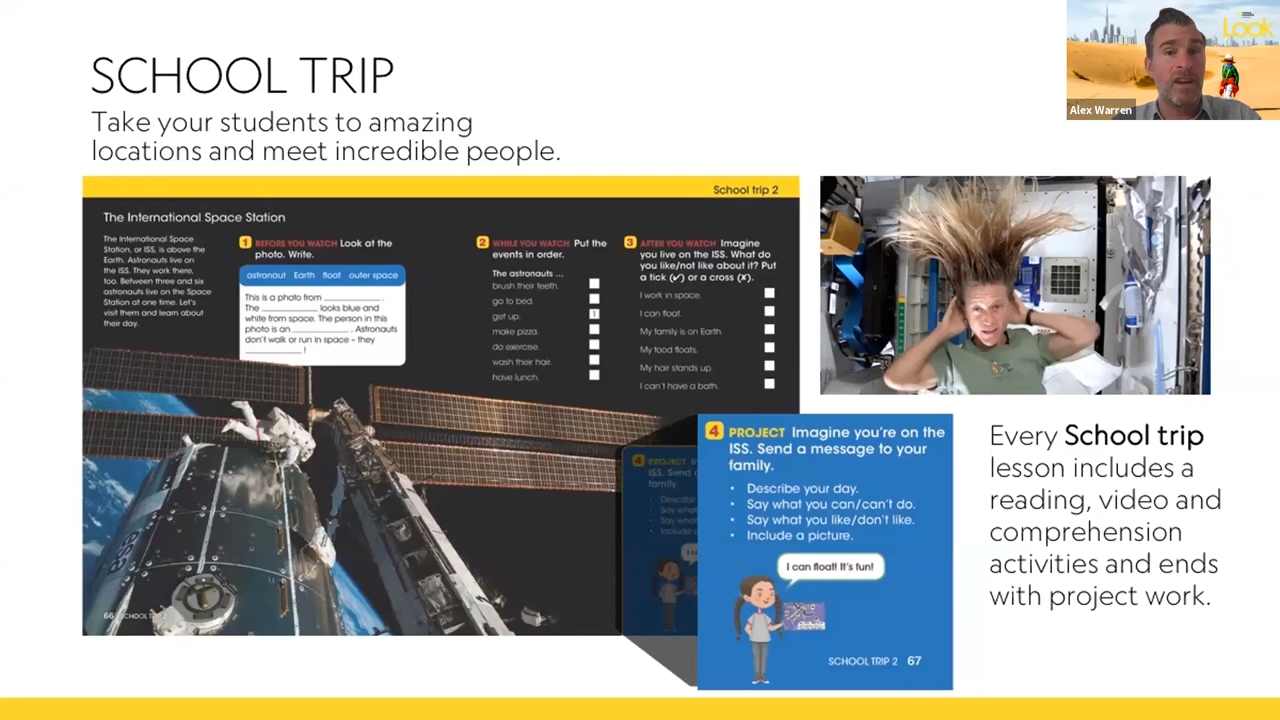 SCHOOL TRIP
Take your students to amazing
locations and meet incredible people.
Look
Alex Warren
School trip 2
The International Space Station
The International Space
Station, or ISS, is above the
Earth. Astronauts live on
the ISS. They work there,
too. Between three and six
astronauts live on the Space
Station at one time. Let's
visit them and learn about
their day.
1 BEFORE YOU WATCH Look at the
photo. Write.
astronaut Earth float outer space
This is a photo from ____________ .
The ____________ looks blue and
white from space. The person in this
photo is an ____________ . Astronauts
don't walk or run in space – they
____________ !
2 WHILE YOU WATCH Put the
events in order.
The astronauts ...
brush their teeth.
go to bed.
get up. 1
make pizza.
do exercise.
wash their hair.
have lunch.
3 AFTER YOU WATCH Imagine
you live on the ISS. What do
you like/not like about it? Put
a tick (✓) or a cross (✗).
I work in space.
I can float.
My family is on Earth.
My food floats.
My hair stands up.
I can't have a bath.
esa
66 SCHOOL TRIP 2
4 PROJECT Imagine you're on the
ISS. Send a message to your
family.
• Describe your day.
• Say what you can/can't do.
• Say what you like/don't like.
• Include a picture.
I can float! It's fun!
SCHOOL TRIP 2 67
Every School trip
lesson includes a
reading, video and
comprehension
activities and ends
with project work.